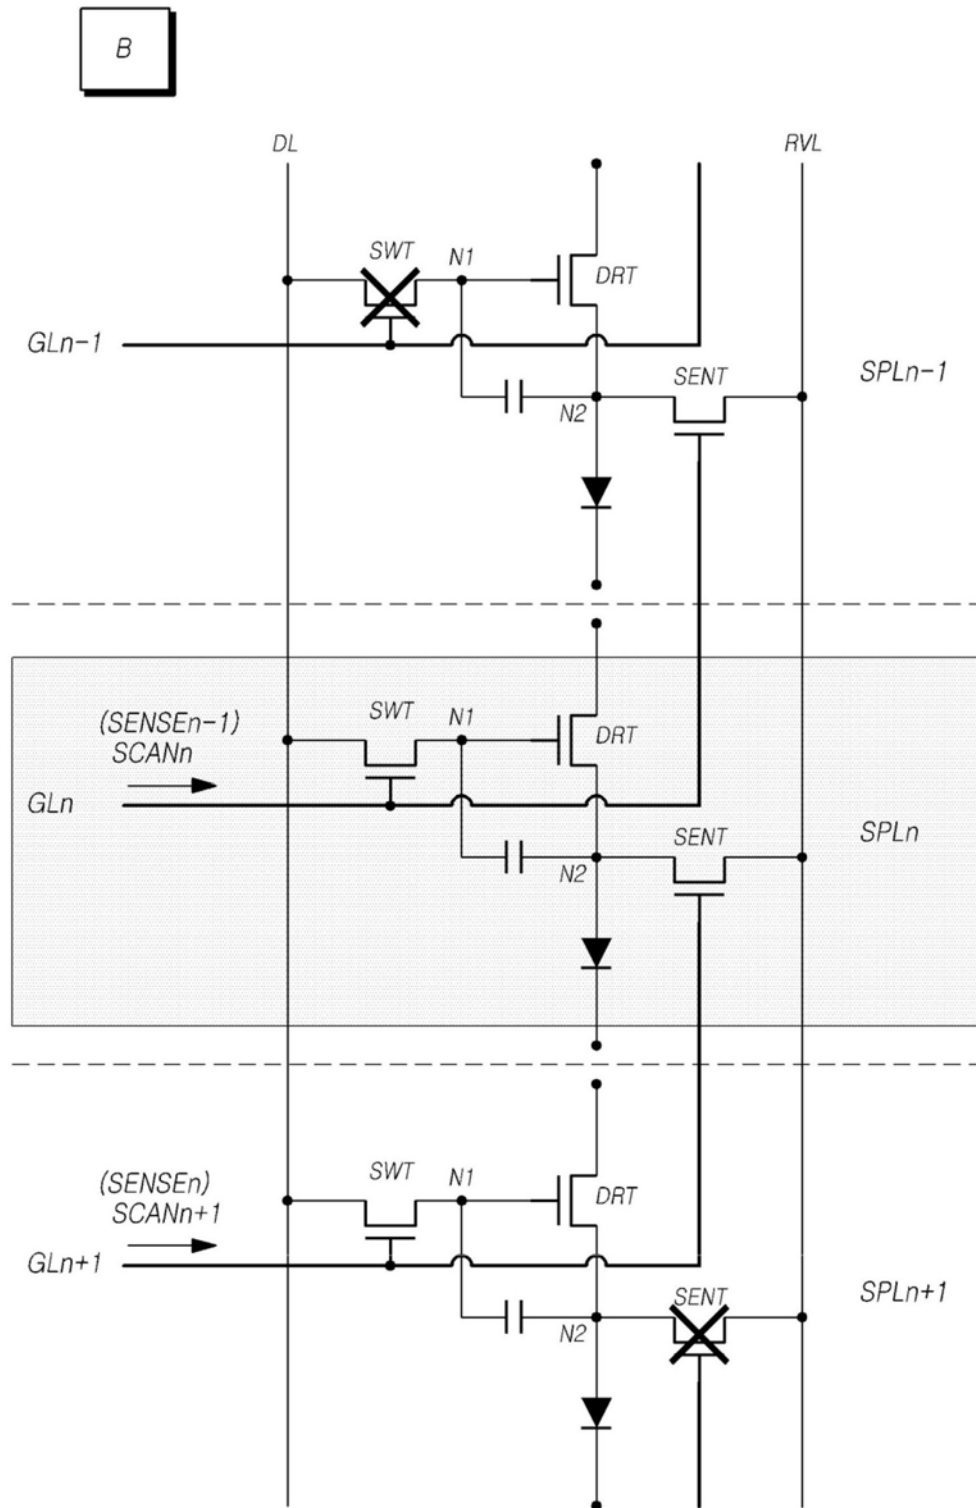 B
DL
RVL
SWT
N1
DRT
GLn-1
SENT
SPLn-1
N2
(SENSEn-1)
SCANn
SWT
N1
DRT
GLn
SENT
SPLn
N2
(SENSEn)
SCANn+1
SWT
N1
DRT
GLn+1
SENT
SPLn+1
N2